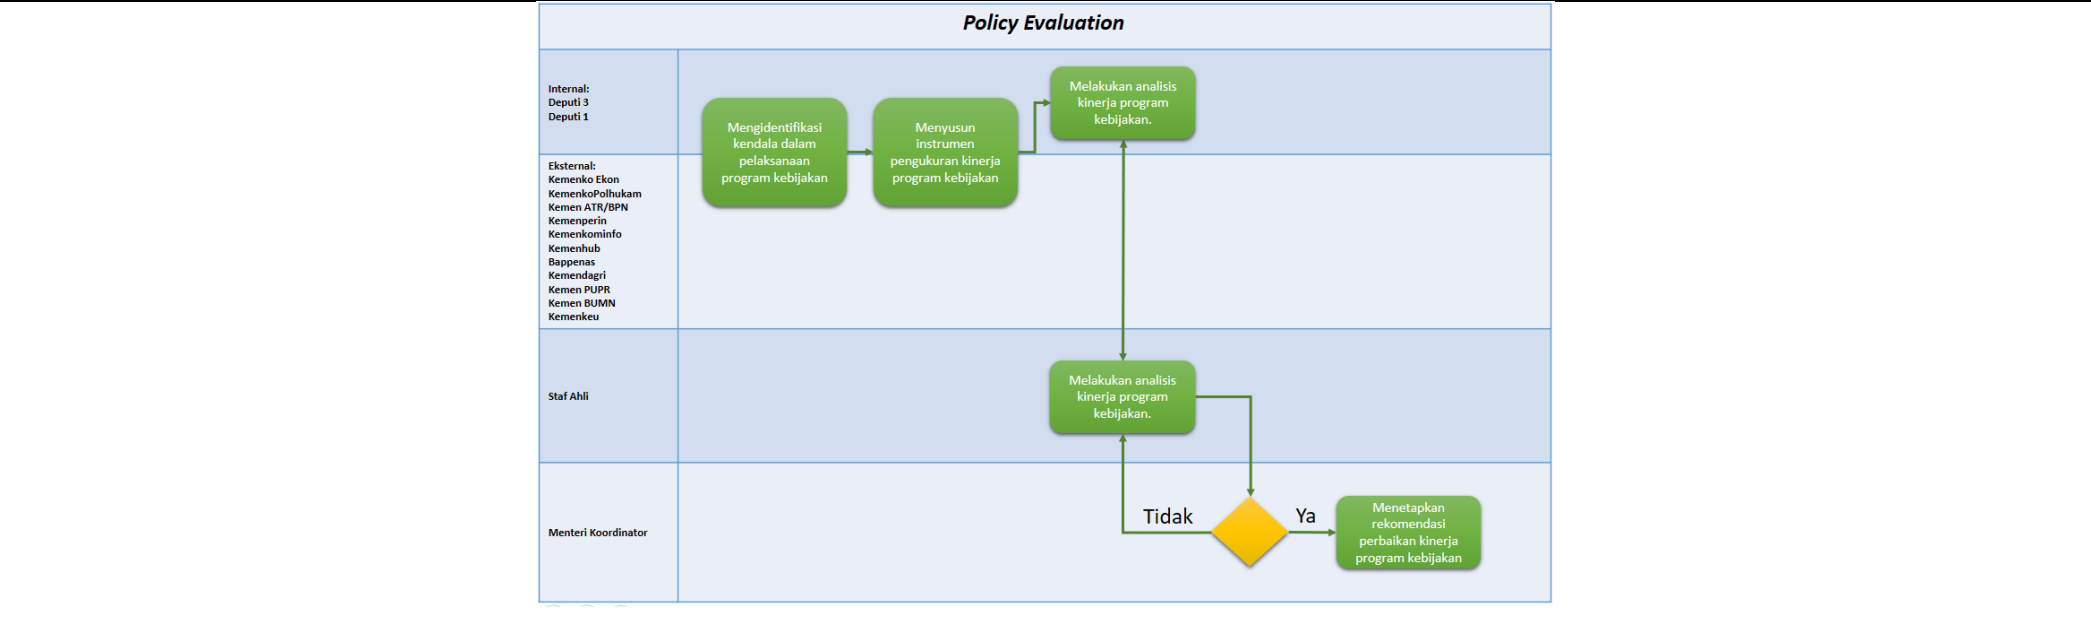 Policy Evaluation
Internal:
Deputi 3
Deputi 1
Mengidentifikasi
kendala dalam
pelaksanaan
program kebijakan
Menyusun
instrumen
pengukuran kinerja
program kebijakan
Melakukan analisis
kinerja program
kebijakan.
Eksternal:
Kemenko Ekon
KemenkoPolhukam
Kemen ATR/BPN
Kemenperin
Kemenkominfo
Kemenhub
Bappenas
Kemendagri
Kemen PUPR
Kemen BUMN
Kemenkeu
Staf Ahli
Melakukan analisis
kinerja program
kebijakan.
Menteri Koordinator
Tidak
Ya
Menetapkan
rekomendasi
perbaikan kinerja
program kebijakan